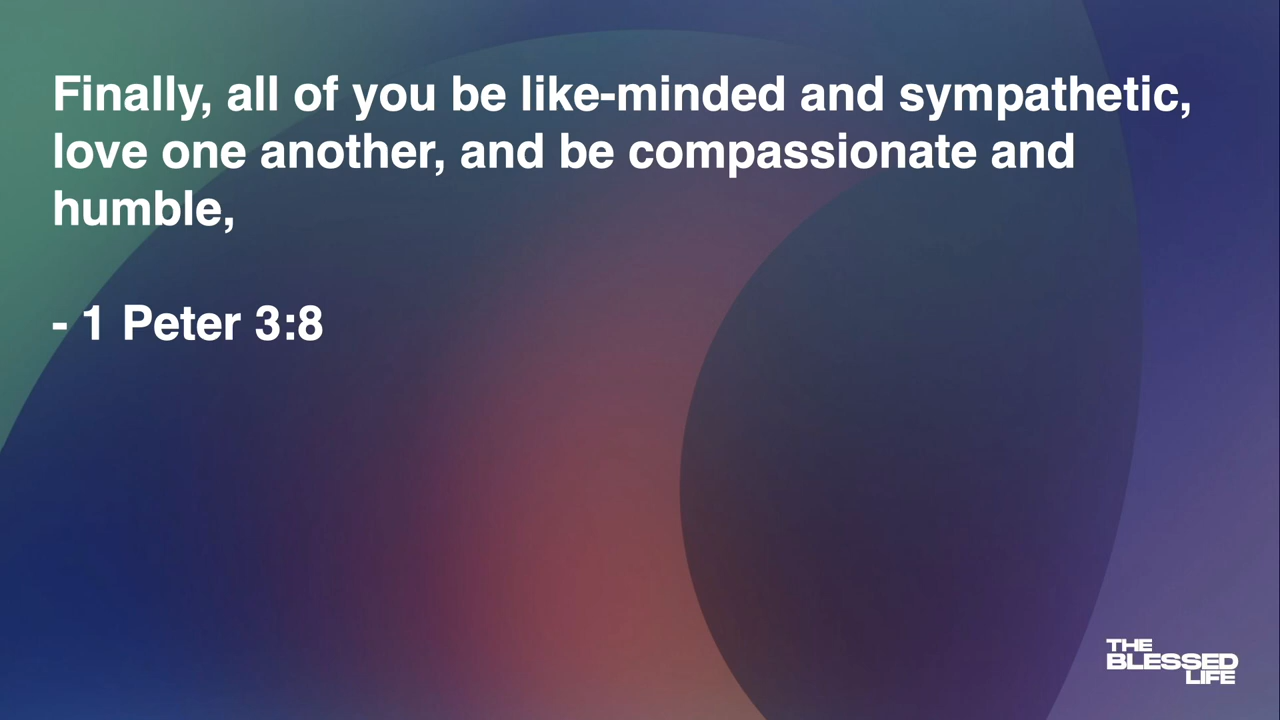 Finally, all of you be like-minded and sympathetic,
love one another, and be compassionate and
humble,
- 1 Peter 3:8
THE
BLESSED
LIFE